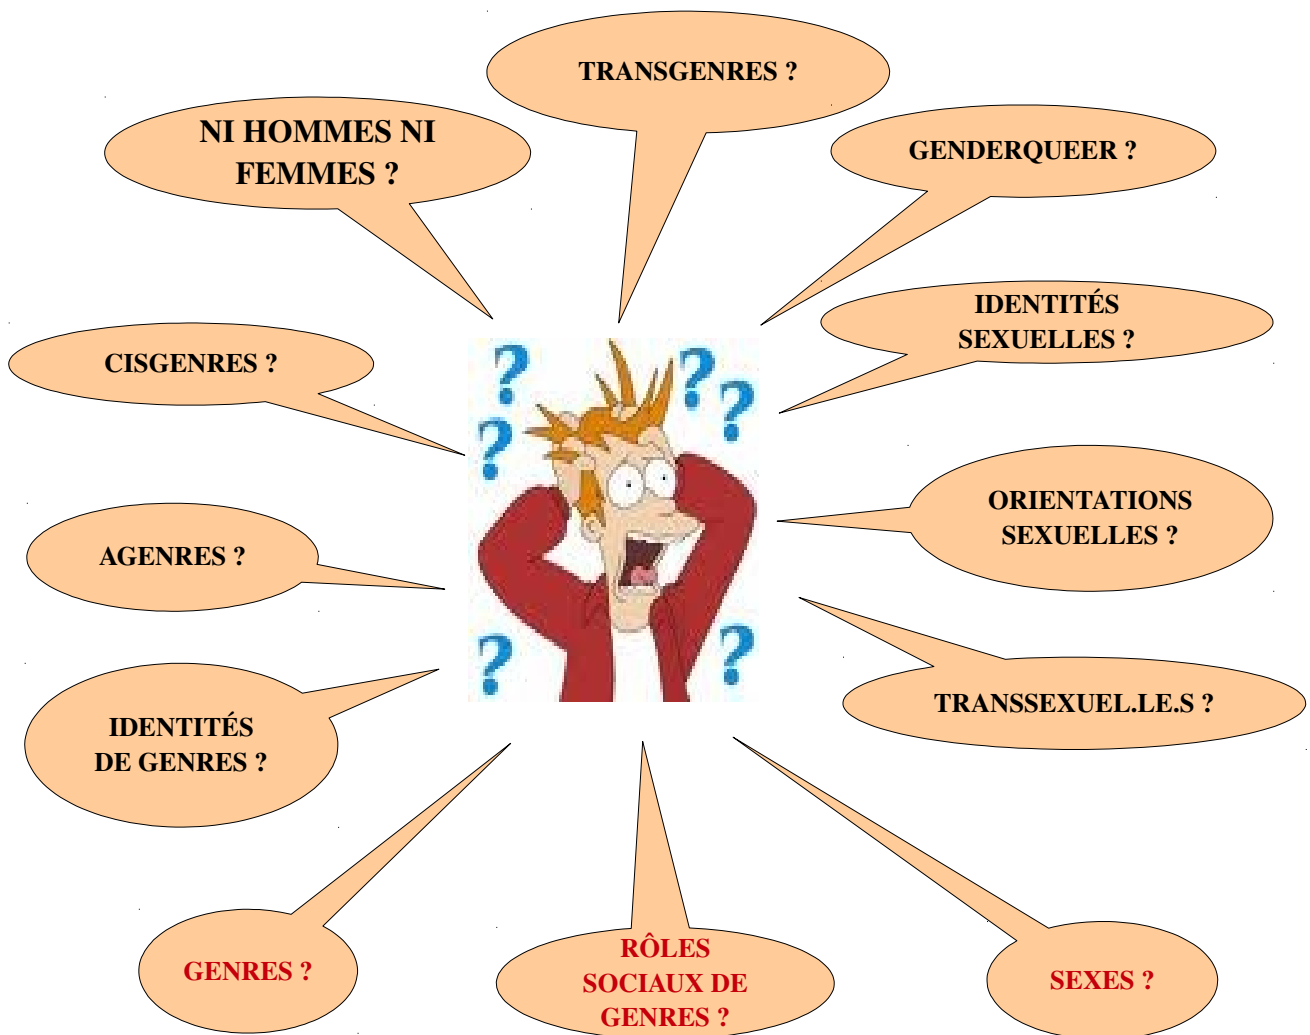 TRANSGENRES ?
NI HOMMES NI
FEMMES ?
GENDERQUEER ?
IDENTITÉS
SEXUELLES ?
CISGENRES ?
ORIENTATIONS
SEXUELLES ?
AGENRES ?
TRANSSEXUEL.LE.S ?
IDENTITÉS
DE GENRES ?
GENRES ?
RÔLES
SOCIAUX DE
GENRES ?
SEXES ?
?
?
?
?
?
?